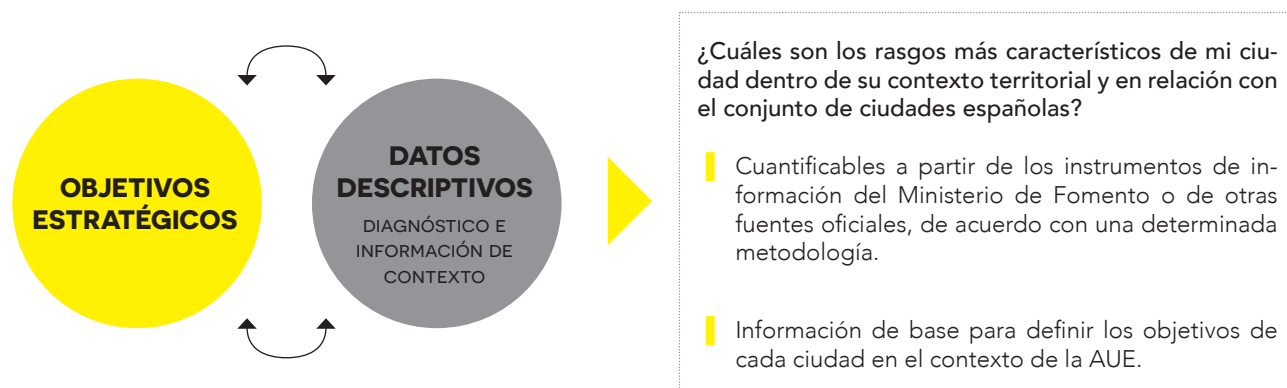 OBJETIVOS
ESTRATÉGICOS
DATOS
DESCRIPTIVOS
DIAGNÓSTICO E
INFORMACIÓN DE
CONTEXTO
¿Cuáles son los rasgos más característicos de mi ciu-
dad dentro de su contexto territorial y en relación con
el conjunto de ciudades españolas?
Cuantificables a partir de los instrumentos de in-
formación del Ministerio de Fomento o de otras
fuentes oficiales, de acuerdo con una determinada
metodología.
Información de base para definir los objetivos de
cada ciudad en el contexto de la AUE.